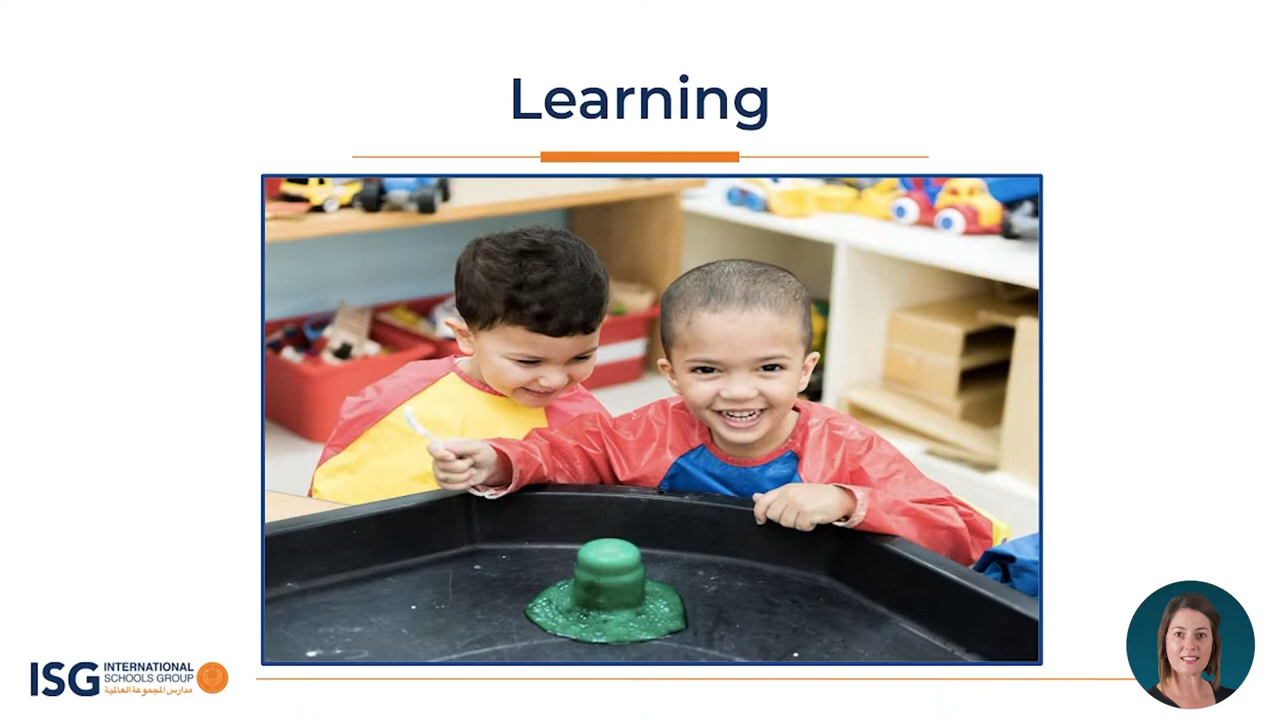 Learning
ISG
INTERNATIONAL
SCHOOLS GROUP
مدارس المجموعة العالمية